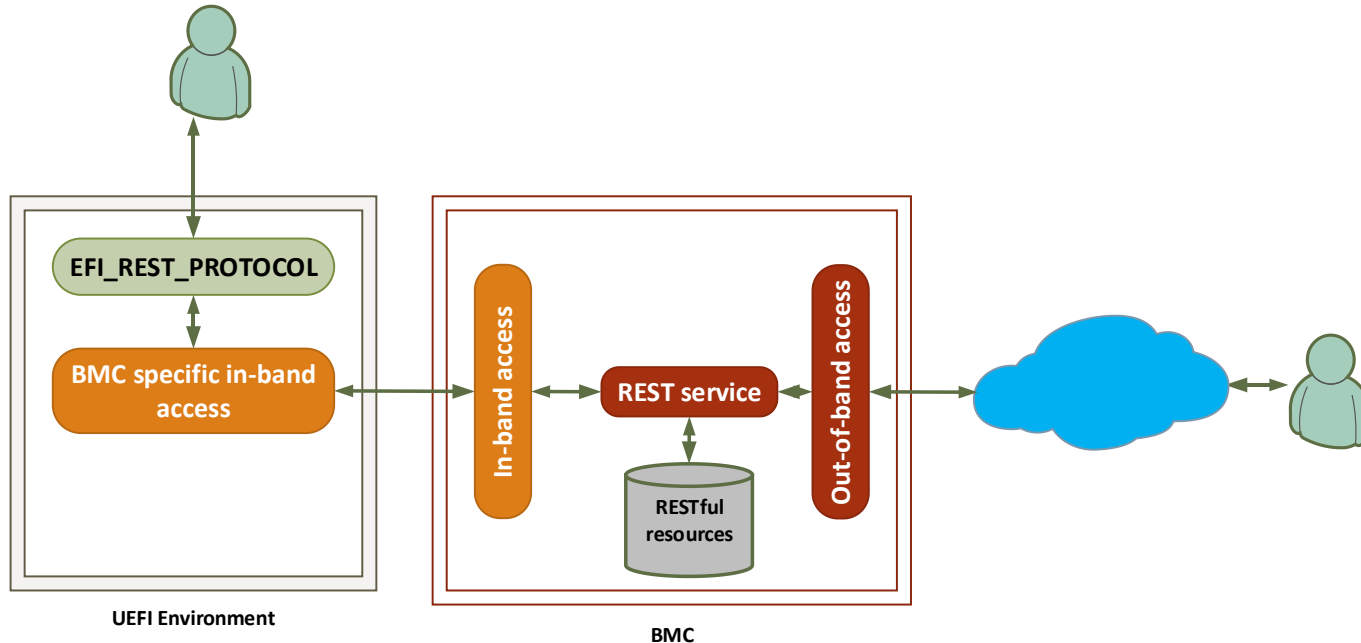 EFI_REST_PROTOCOL
BMC specific in-band
access
In-band access
REST service
Out-of-band access
RESTful
resources
UEFI Environment
BMC